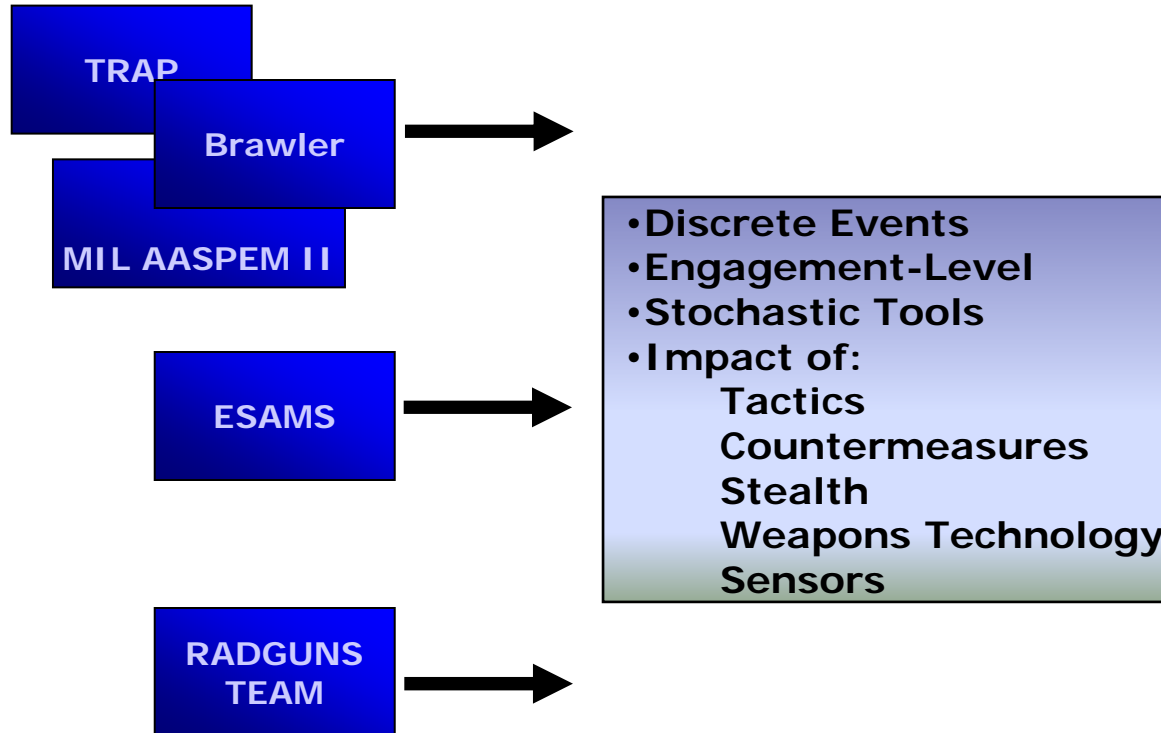 TRAP
Brawler
MIL AASPEM II
ESAMS
RADGUNS
TEAM
•Discrete Events
•Engagement-Level
•Stochastic Tools
•Impact of:
Tactics
Countermeasures
Stealth
Weapons Technology
Sensors